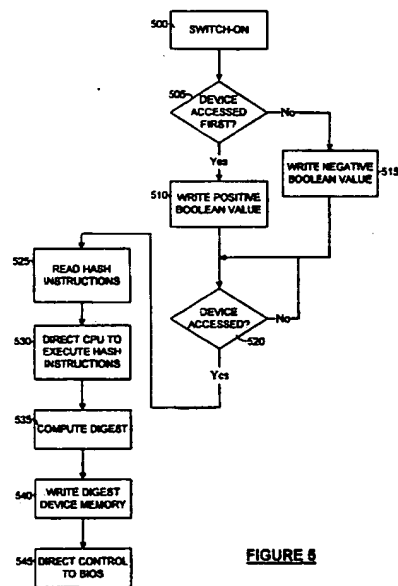 500
SWITCH-ON
505
DEVICE
ACCESSED
FIRST?
No
Yes
WRITE NEGATIVE
BOOLEAN VALUE
515
510
WRITE POSITIVE
BOOLEAN VALUE
525
READ HASH
INSTRUCTIONS
DEVICE
ACCESSED?
No
520
Yes
530
DIRECT CPU TO
EXECUTE HASH
INSTRUCTIONS
535
COMPUTE DIGEST
540
WRITE DIGEST
DEVICE MEMORY
545
DIRECT CONTROL
TO BIOS
FIGURE 5